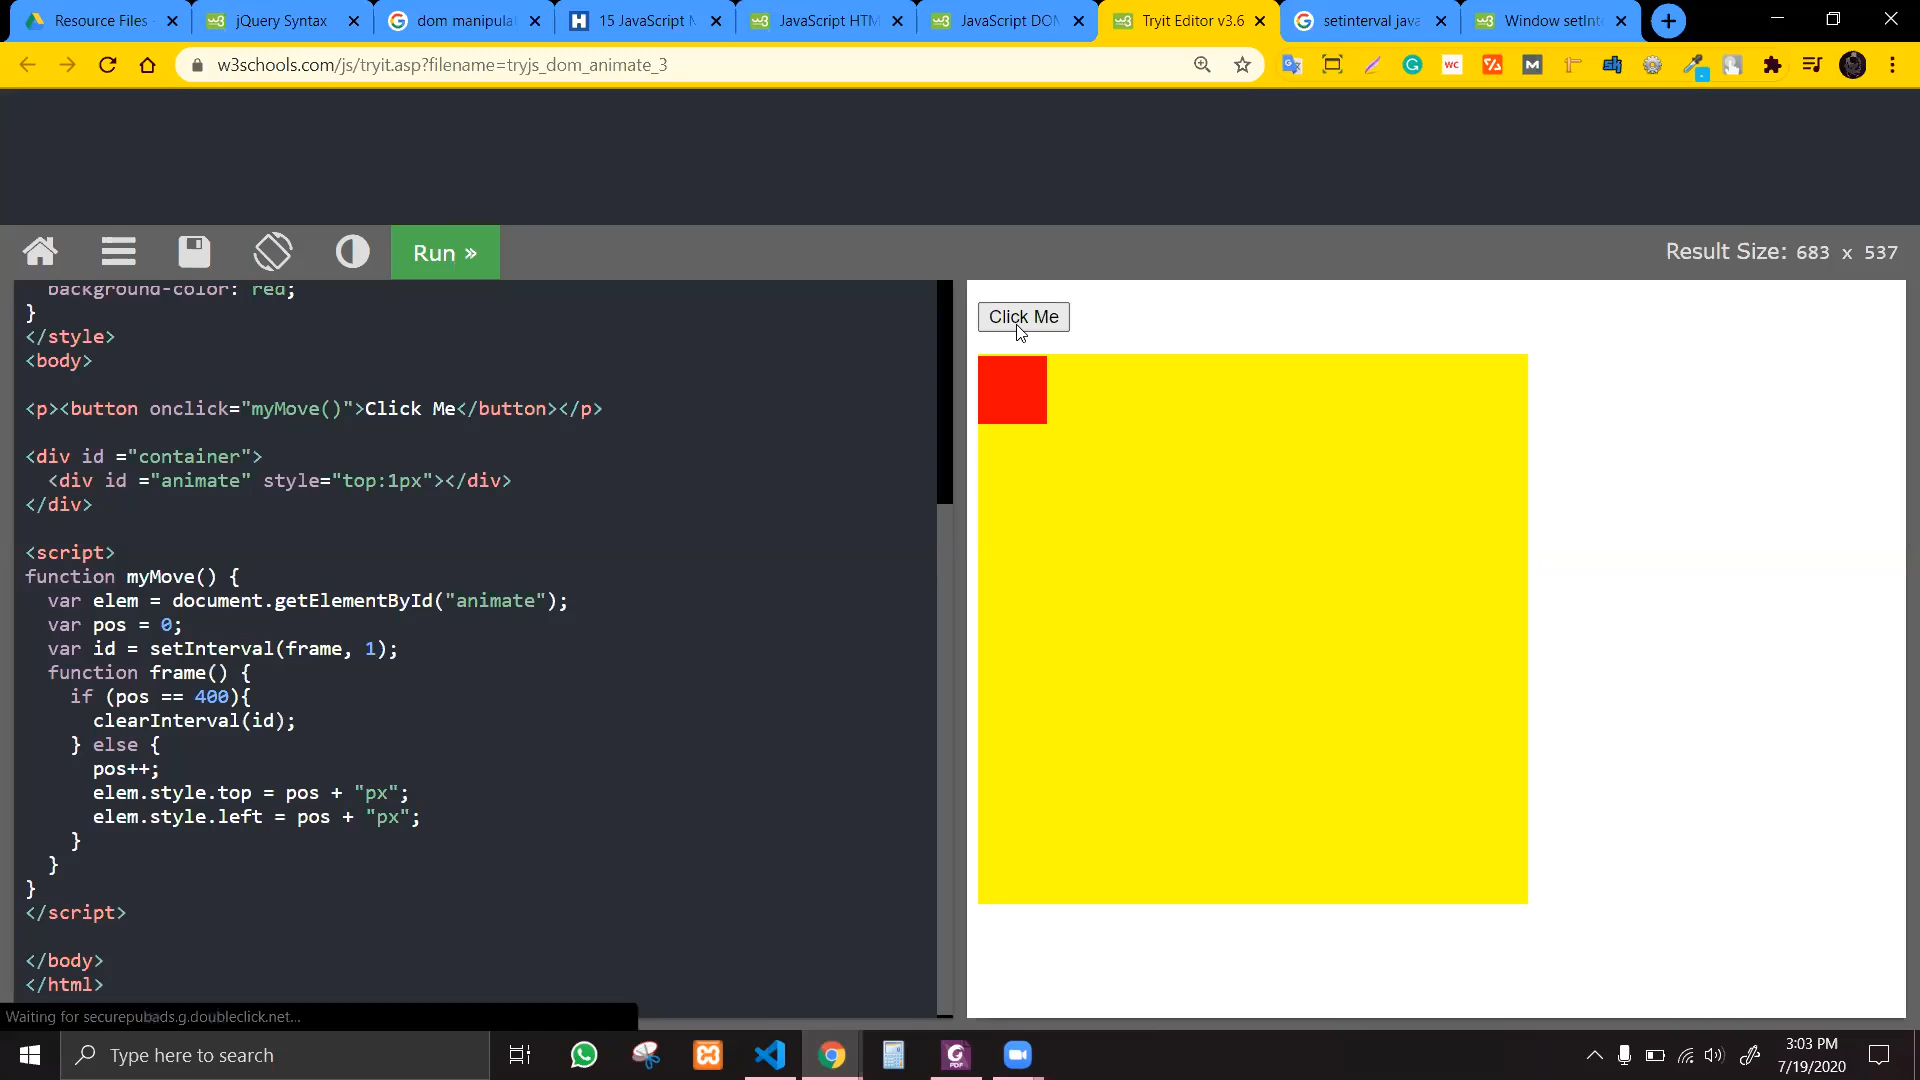 Resource Files -
jQuery Syntax
dom manipula
15 JavaScript M
JavaScript HTM
JavaScript DOM
Tryit Editor v3.6
setinterval java
Window setInte
w3schools.com/js/tryit.asp?filename=tryjs_dom_animate_3
Run »
Result Size: 683 x 537
background-color: red;
}
</style>
<body>
<p><button onclick="myMove()">Click Me</button></p>
<div id ="container">
<div id ="animate" style="top:1px"></div>
</div>
<script>
function myMove() {
var elem = document.getElementById("animate");
var pos = 0;
var id = setInterval(frame, 1);
function frame() {
if (pos == 400){
clearInterval(id);
} else {
pos++;
elem.style.top = pos + "px";
elem.style.left = pos + "px";
}
}
}
</script>
</body>
</html>
Click Me
Waiting for securepubads.g.doubleclick.net...
Type here to search
3:03 PM
7/19/2020